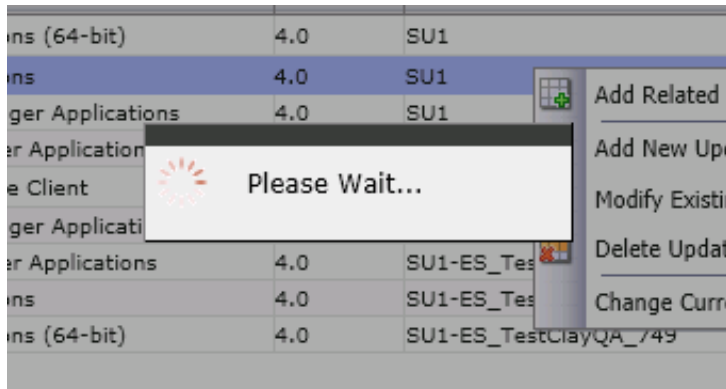 ons (64-bit) 4.0 SU1
ons 4.0 SU1
ger Applications 4.0 SU1
er Application
e Client
ger Applicati
er Applications 4.0 SU1-ES_Tes
ons 4.0 SU1-ES_Tes
ons (64-bit) 4.0 SU1-ES_TestClayQA_749
Please Wait...
Add Related
Add New Upd
Modify Existi
Delete Updat
Change Curre